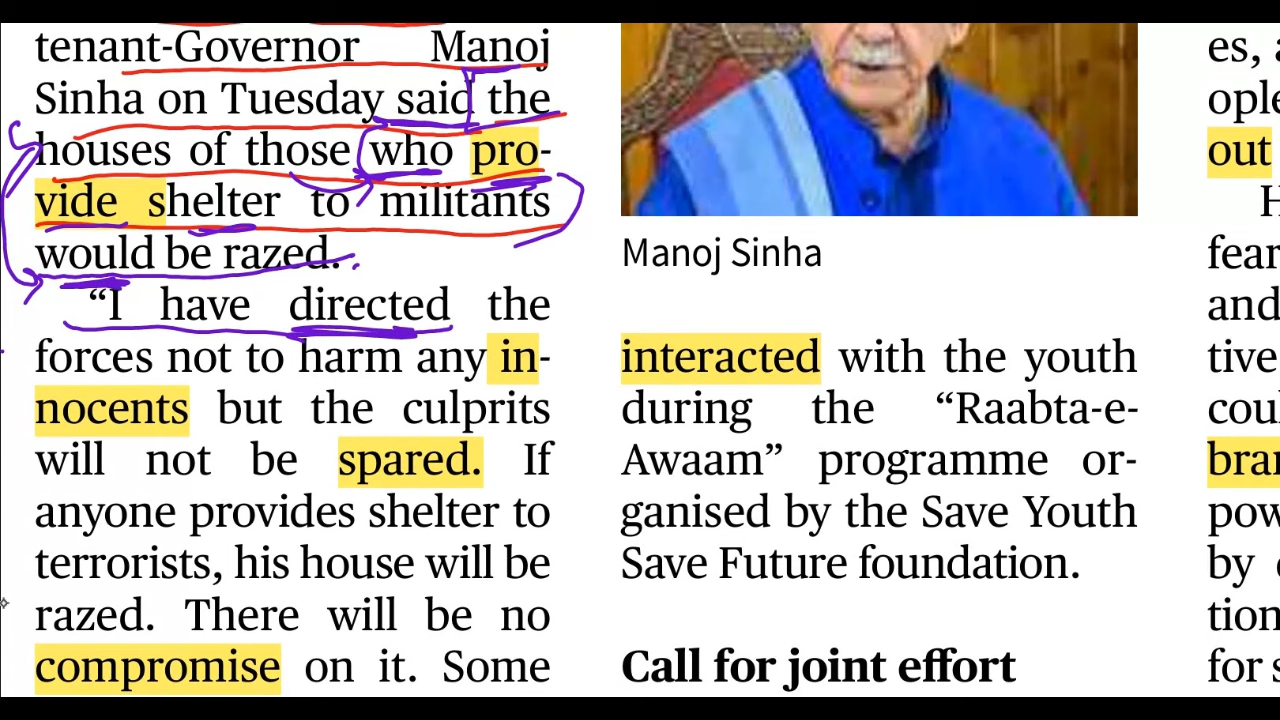 tenant-Governor Manoj
Sinha on Tuesday said the
houses of those who pro-
vide shelter to militants
would be razed.
“I have directed the
forces not to harm any in-
nocents but the culprits
will not be spared. If
anyone provides shelter to
terrorists, his house will be
razed. There will be no
compromise on it. Some
Manoj Sinha
interacted with the youth
during the “Raabta-e-
Awaam” programme or-
ganised by the Save Youth
Save Future foundation.
Call for joint effort
es,
out
and
by
for